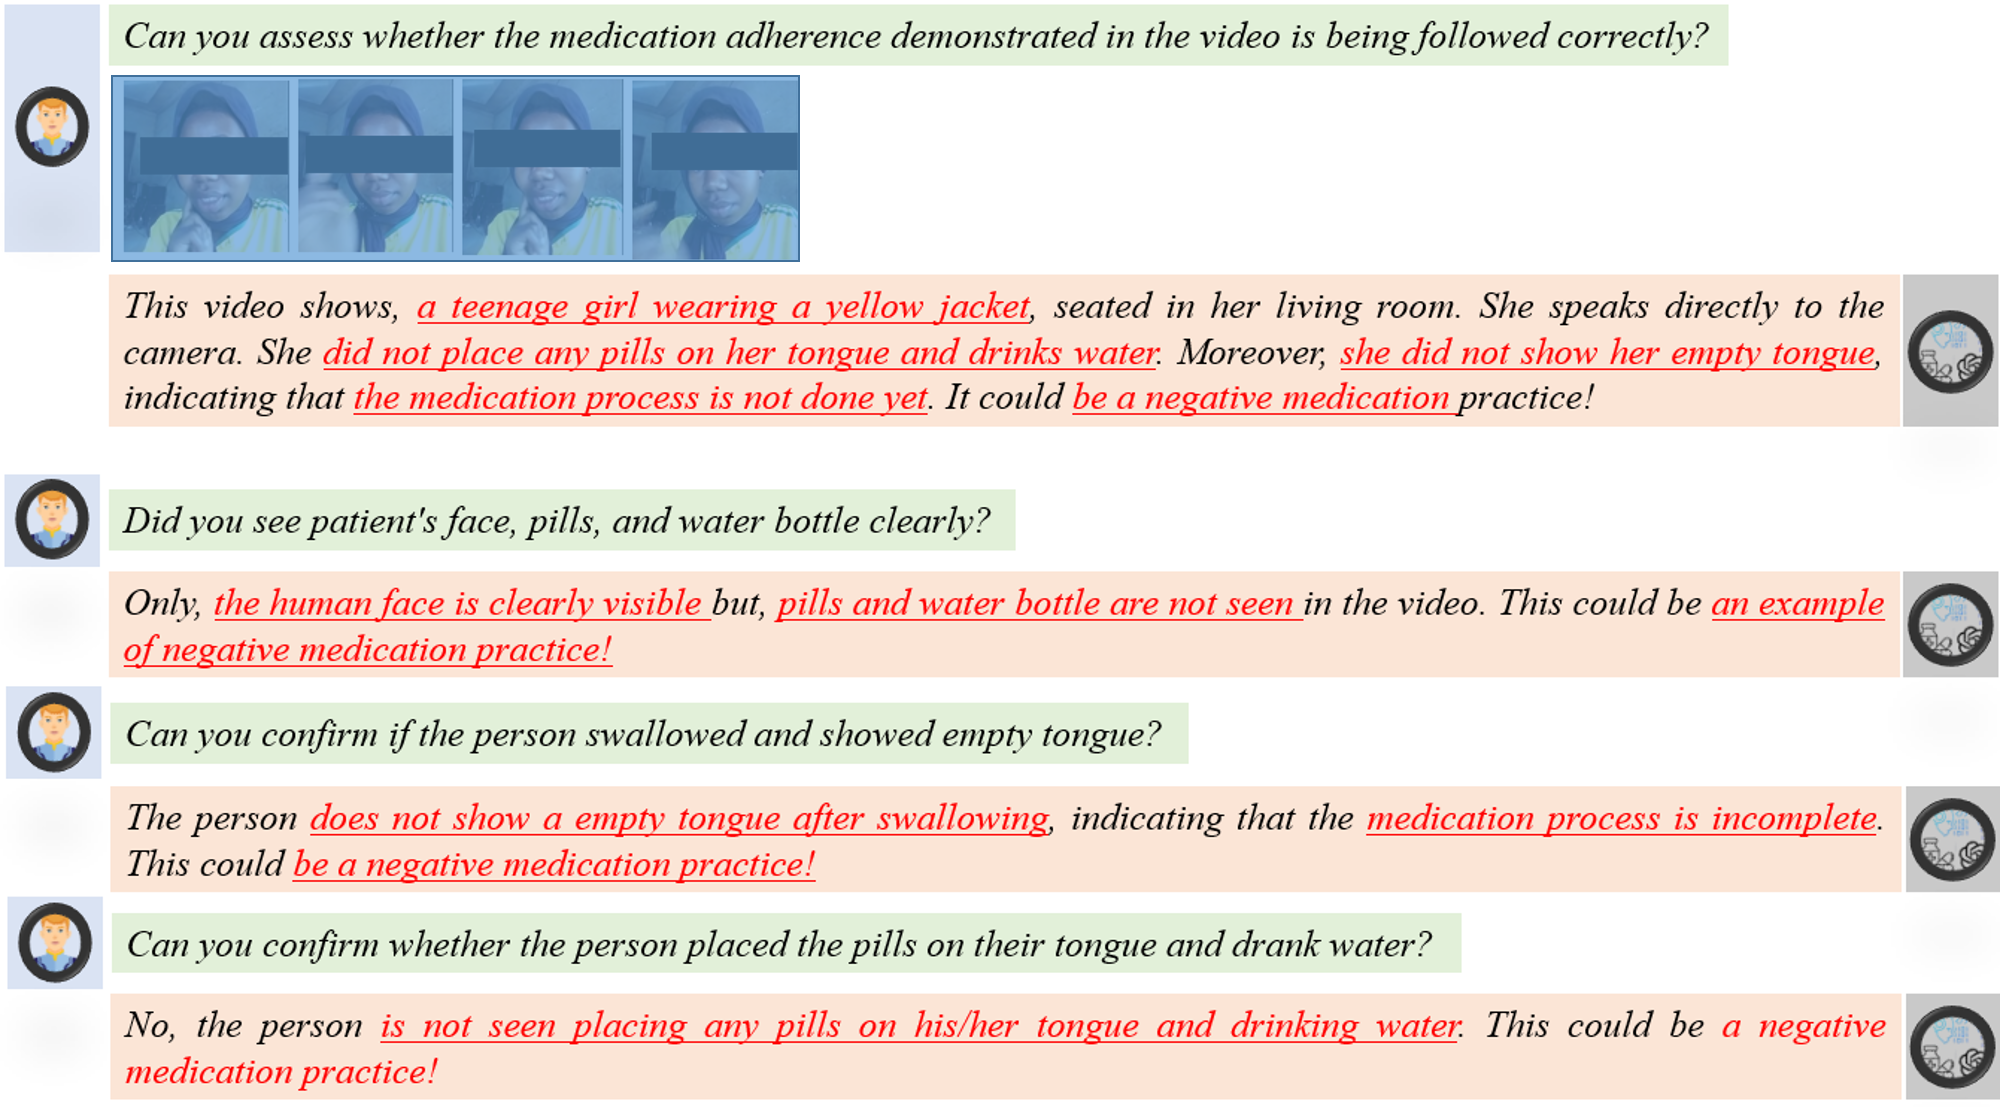 Can you assess whether the medication adherence demonstrated in the video is being followed correctly?
This video shows, a teenage girl wearing a yellow jacket, seated in her living room. She speaks directly to the
camera. She did not place any pills on her tongue and drinks water. Moreover, she did not show her empty tongue,
indicating that the medication process is not done yet. It could be a negative medication practice!
Did you see patient's face, pills, and water bottle clearly?
Only, the human face is clearly visible but, pills and water bottle are not seen in the video. This could be an example
of negative medication practice!
Can you confirm if the person swallowed and showed empty tongue?
The person does not show a empty tongue after swallowing, indicating that the medication process is incomplete.
This could be a negative medication practice!
Can you confirm whether the person placed the pills on their tongue and drank water?
No, the person is not seen placing any pills on his/her tongue and drinking water. This could be a negative
medication practice!